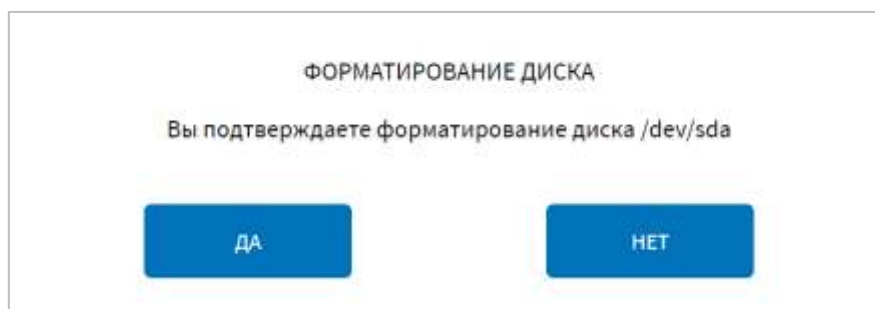 ФОРМАТИРОВАНИЕ ДИСКА
Вы подтверждаете форматирование диска /dev/sda
ДА
НЕТ